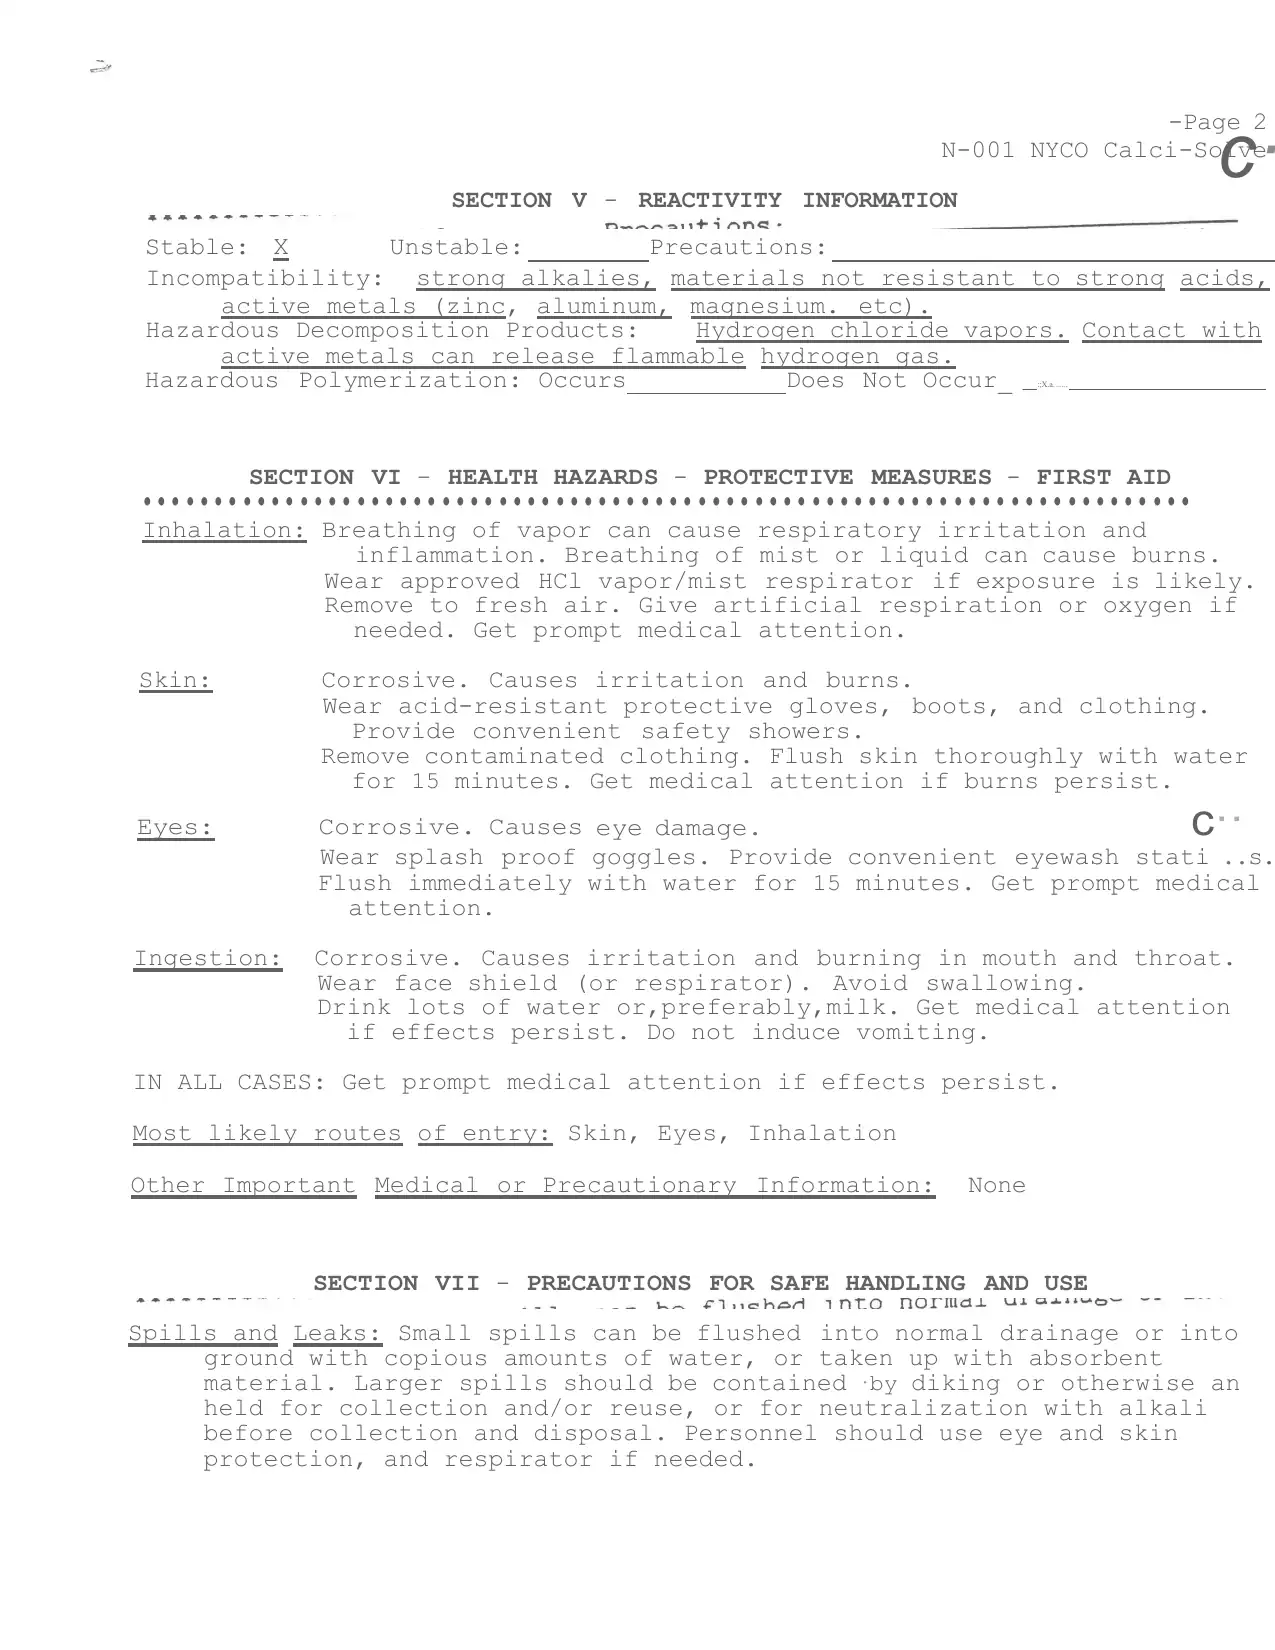 -Page 2
N-001 NYCO Calci-Solve
SECTION V - REACTIVITY INFORMATION
Precautions:
Stable: X Unstable: Precautions:
Incompatibility: strong alkalies, materials not resistant to strong acids,
active metals (zinc, aluminum, magnesium. etc).
Hazardous Decomposition Products: Hydrogen chloride vapors. Contact with
active metals can release flammable hydrogen gas.
Hazardous Polymerization: Occurs Does Not Occur_ X
SECTION VI - HEALTH HAZARDS - PROTECTIVE MEASURES - FIRST AID
Inhalation: Breathing of vapor can cause respiratory irritation and
inflammation. Breathing of mist or liquid can cause burns.
Wear approved HCl vapor/mist respirator if exposure is likely.
Remove to fresh air. Give artificial respiration or oxygen if
needed. Get prompt medical attention.
Skin: Corrosive. Causes irritation and burns.
Wear acid-resistant protective gloves, boots, and clothing.
Provide convenient safety showers.
Remove contaminated clothing. Flush skin thoroughly with water
for 15 minutes. Get medical attention if burns persist.
Eyes: Corrosive. Causes eye damage.
Wear splash proof goggles. Provide convenient eyewash stati ..s.
Flush immediately with water for 15 minutes. Get prompt medical
attention.
Ingestion: Corrosive. Causes irritation and burning in mouth and throat.
Wear face shield (or respirator). Avoid swallowing.
Drink lots of water or,preferably,milk. Get medical attention
if effects persist. Do not induce vomiting.
IN ALL CASES: Get prompt medical attention if effects persist.
Most likely routes of entry: Skin, Eyes, Inhalation
Other Important Medical or Precautionary Information: None
SECTION VII - PRECAUTIONS FOR SAFE HANDLING AND USE
be flushed into normal drainage
Spills and Leaks: Small spills can be flushed into normal drainage or into
ground with copious amounts of water, or taken up with absorbent
material. Larger spills should be contained by diking or otherwise an
held for collection and/or reuse, or for neutralization with alkali
before collection and disposal. Personnel should use eye and skin
protection, and respirator if needed.